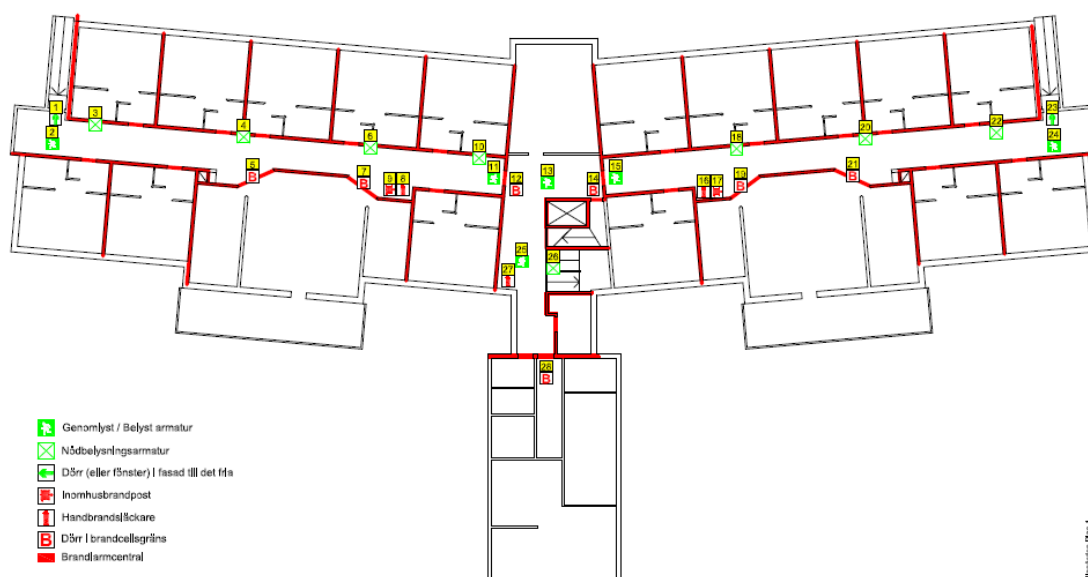 1
2
3
4
6
10
11
5
7
9
8
12
13
14
15
18
20
22
23
24
16
17
19
21
25
26
27
28
B
B
B
B
B
B
B
Genomlyst / Belyst armatur
Nödbelysningsarmatur
Dörr (eller fönster) i fasad till det fria
Inomhusbrandpost
Handbrandsläckare
B Dörr i brandcellsgräns
Brandlarmcentral